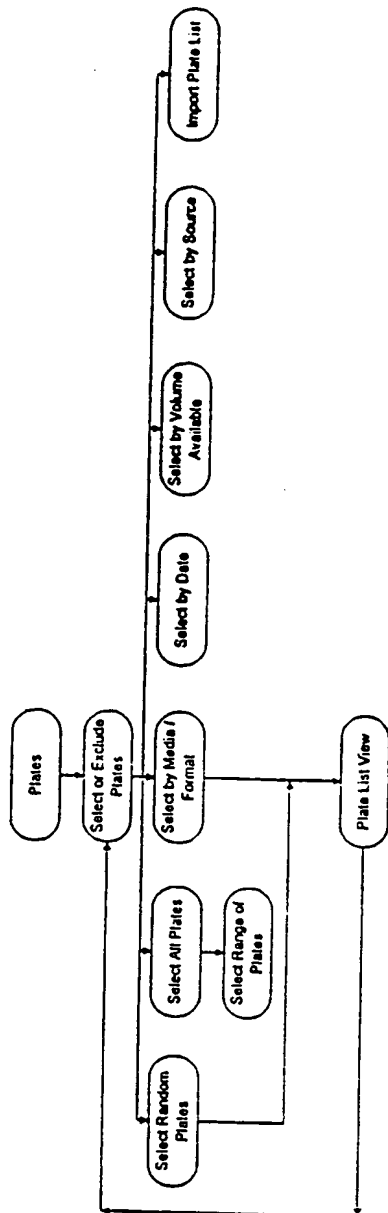 Plates
Select or Exclude
Plates
Select Random
Plates
Select All Plates
Select by Media /
Format
Select by Date
Select by Volume
Available
Select by Source
Import Plate List
Select Range of
Plates
Plate List View